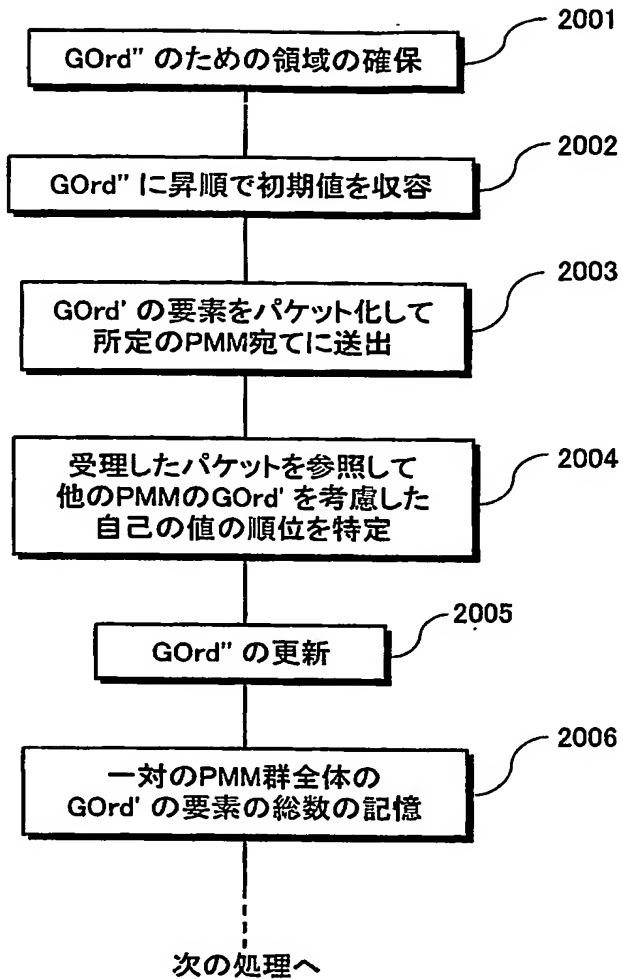 2001
GOrd" のための領域の確保
2002
GOrd" に昇順で初期値を収容
2003
GOrd' の要素をパケット化して
所定のPMM宛てに送出
2004
受理したパケットを参照して
他のPMMのGOrd' を考慮した
自己の値の順位を特定
2005
GOrd" の更新
2006
一対のPMM群全体の
GOrd' の要素の総数の記憶
次の処理へ